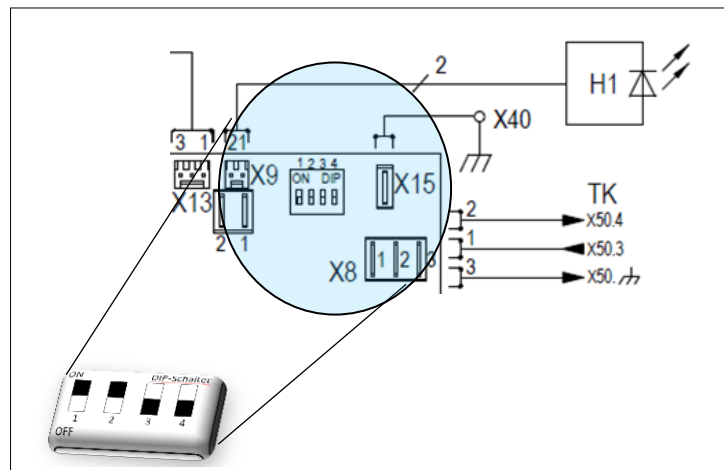 2
H1
X40
3 1
21
X13
X9
1 2 3 4
ON DIP
X15
2 1
TK
2
X50.4
1
X50.3
3
X50.
X8
1 2 3
ON
DIP-Schalter
1 2 3 4
OFF